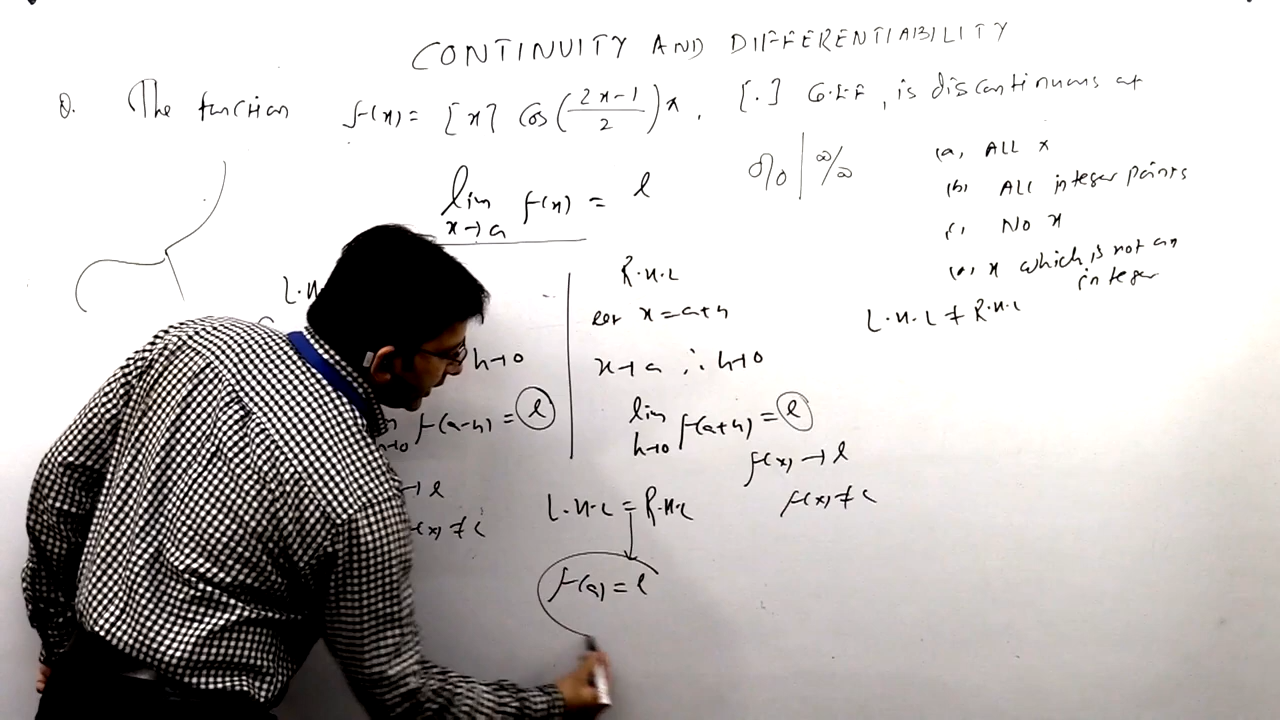 CONTINUITY AND DIFFERENTIABILITY
Q. The function f(x) = [x] cos(2x-1/2)π, [.] G.I.F, is discontinuous at
(a) ALL x
(b) ALL integer points
(c) No x
(d) x which is not an integer
lim x→a f(x) = l
0/0 | ∞/∞
L.H.L ≠ R.H.L
L.H.
h→0
f(a-h) = l
→ l
(x) ≠ l
R.H.L
let x = a+h
x→a ∴ h→0
lim h→0 f(a+h) = l
f(x) → l
f(x) ≠ l
L.H.L = R.H.L
f(a) = l